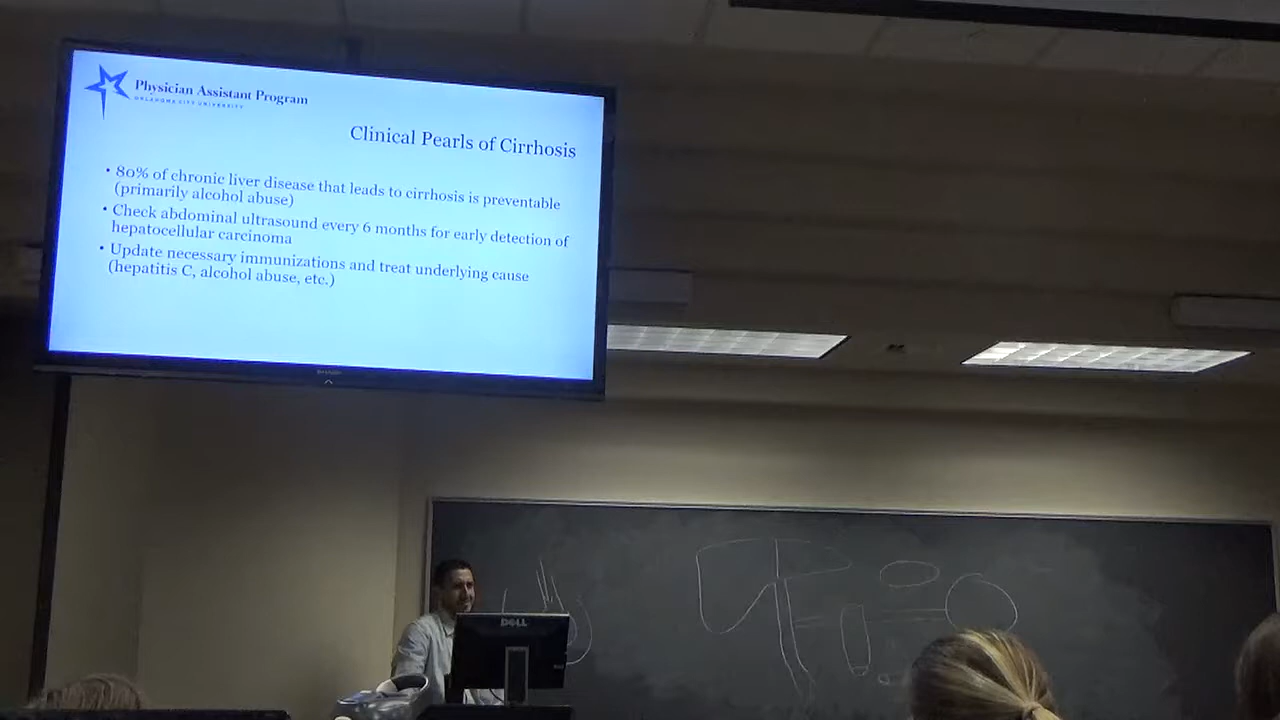 Physician Assistant Program
OKLAHOMA CITY UNIVERSITY
Clinical Pearls of Cirrhosis
• 80% of chronic liver disease that leads to cirrhosis is preventable
(primarily alcohol abuse)
• Check abdominal ultrasound every 6 months for early detection of
hepatocellular carcinoma
• Update necessary immunizations and treat underlying cause
(hepatitis C, alcohol abuse, etc.)
DELL